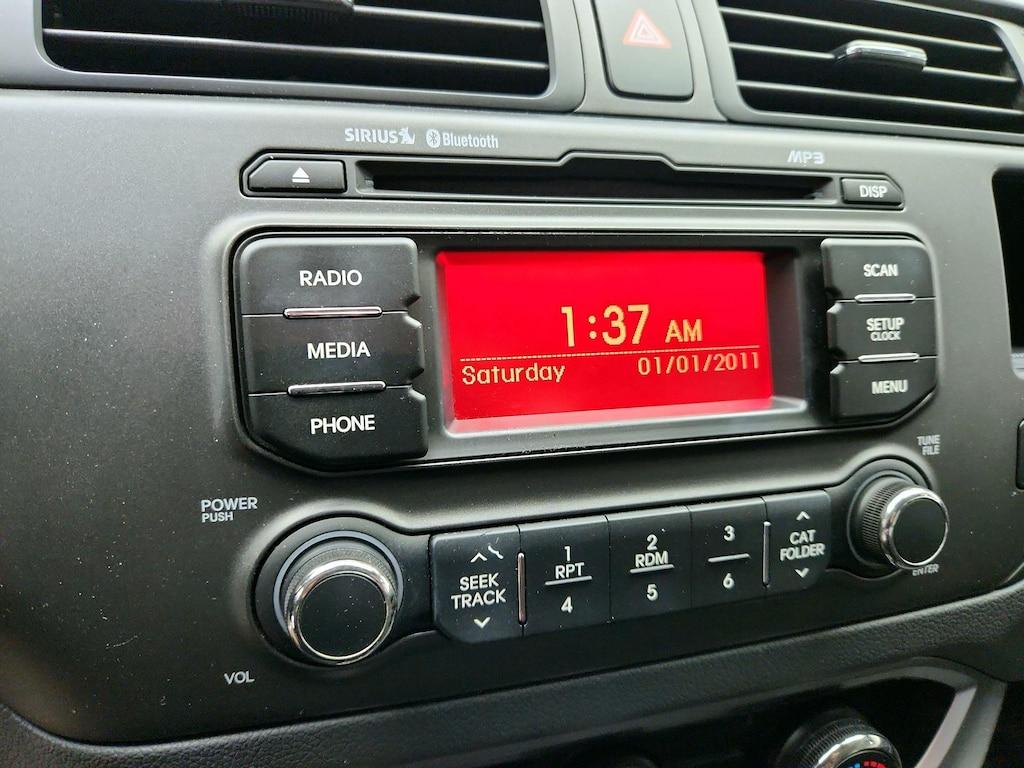 SIRIUS Bluetooth
MP3
DISP
RADIO
MEDIA
PHONE
1:37 AM
Saturday 01/01/2011
SCAN
SETUP
CLOCK
MENU
TUNE
FILE
POWER
PUSH
VOL
SEEK
TRACK
1
RPT
4
2
RDM
5
3
6
CAT
FOLDER
ENTER